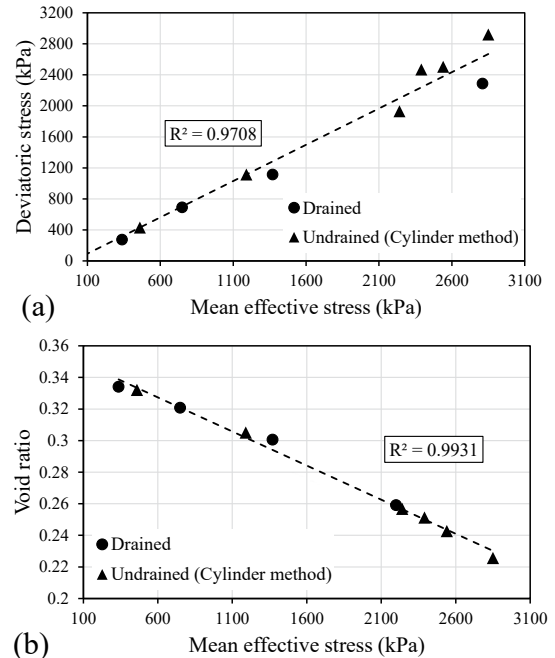 3200
2800
2400
2000
1600
1200
800
400
0
Deviatoric stress (kPa)
R² = 0.9708
Drained
Undrained (Cylinder method)
100 600 1100 1600 2100 2600 3100
(a)
Mean effective stress (kPa)
0.36
0.34
0.32
0.3
0.28
0.26
0.24
0.22
0.2
Void ratio
R² = 0.9931
Drained
Undrained (Cylinder method)
100 600 1100 1600 2100 2600 3100
(b)
Mean effective stress (kPa)